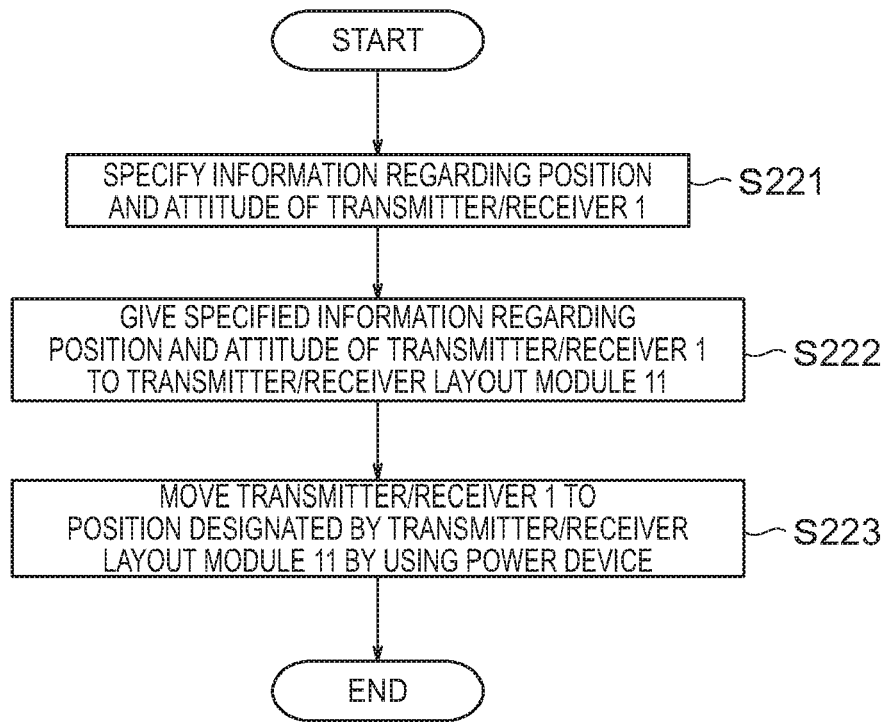 START
SPECIFY INFORMATION REGARDING POSITION
AND ATTITUDE OF TRANSMITTER/RECEIVER 1
S221
GIVE SPECIFIED INFORMATION REGARDING
POSITION AND ATTITUDE OF TRANSMITTER/RECEIVER 1
TO TRANSMITTER/RECEIVER LAYOUT MODULE 11
S222
MOVE TRANSMITTER/RECEIVER 1 TO
POSITION DESIGNATED BY TRANSMITTER/RECEIVER
LAYOUT MODULE 11 BY USING POWER DEVICE
S223
END